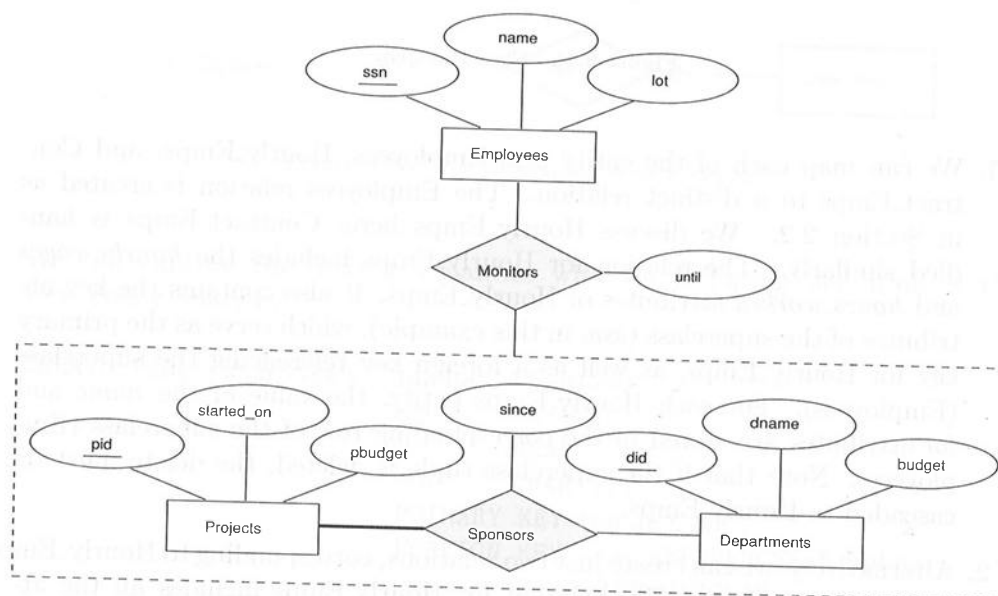 name
ssn
lot
Employees
Monitors
until
started_on
since
dname
pid
pbudget
did
budget
Projects
Sponsors
Departments